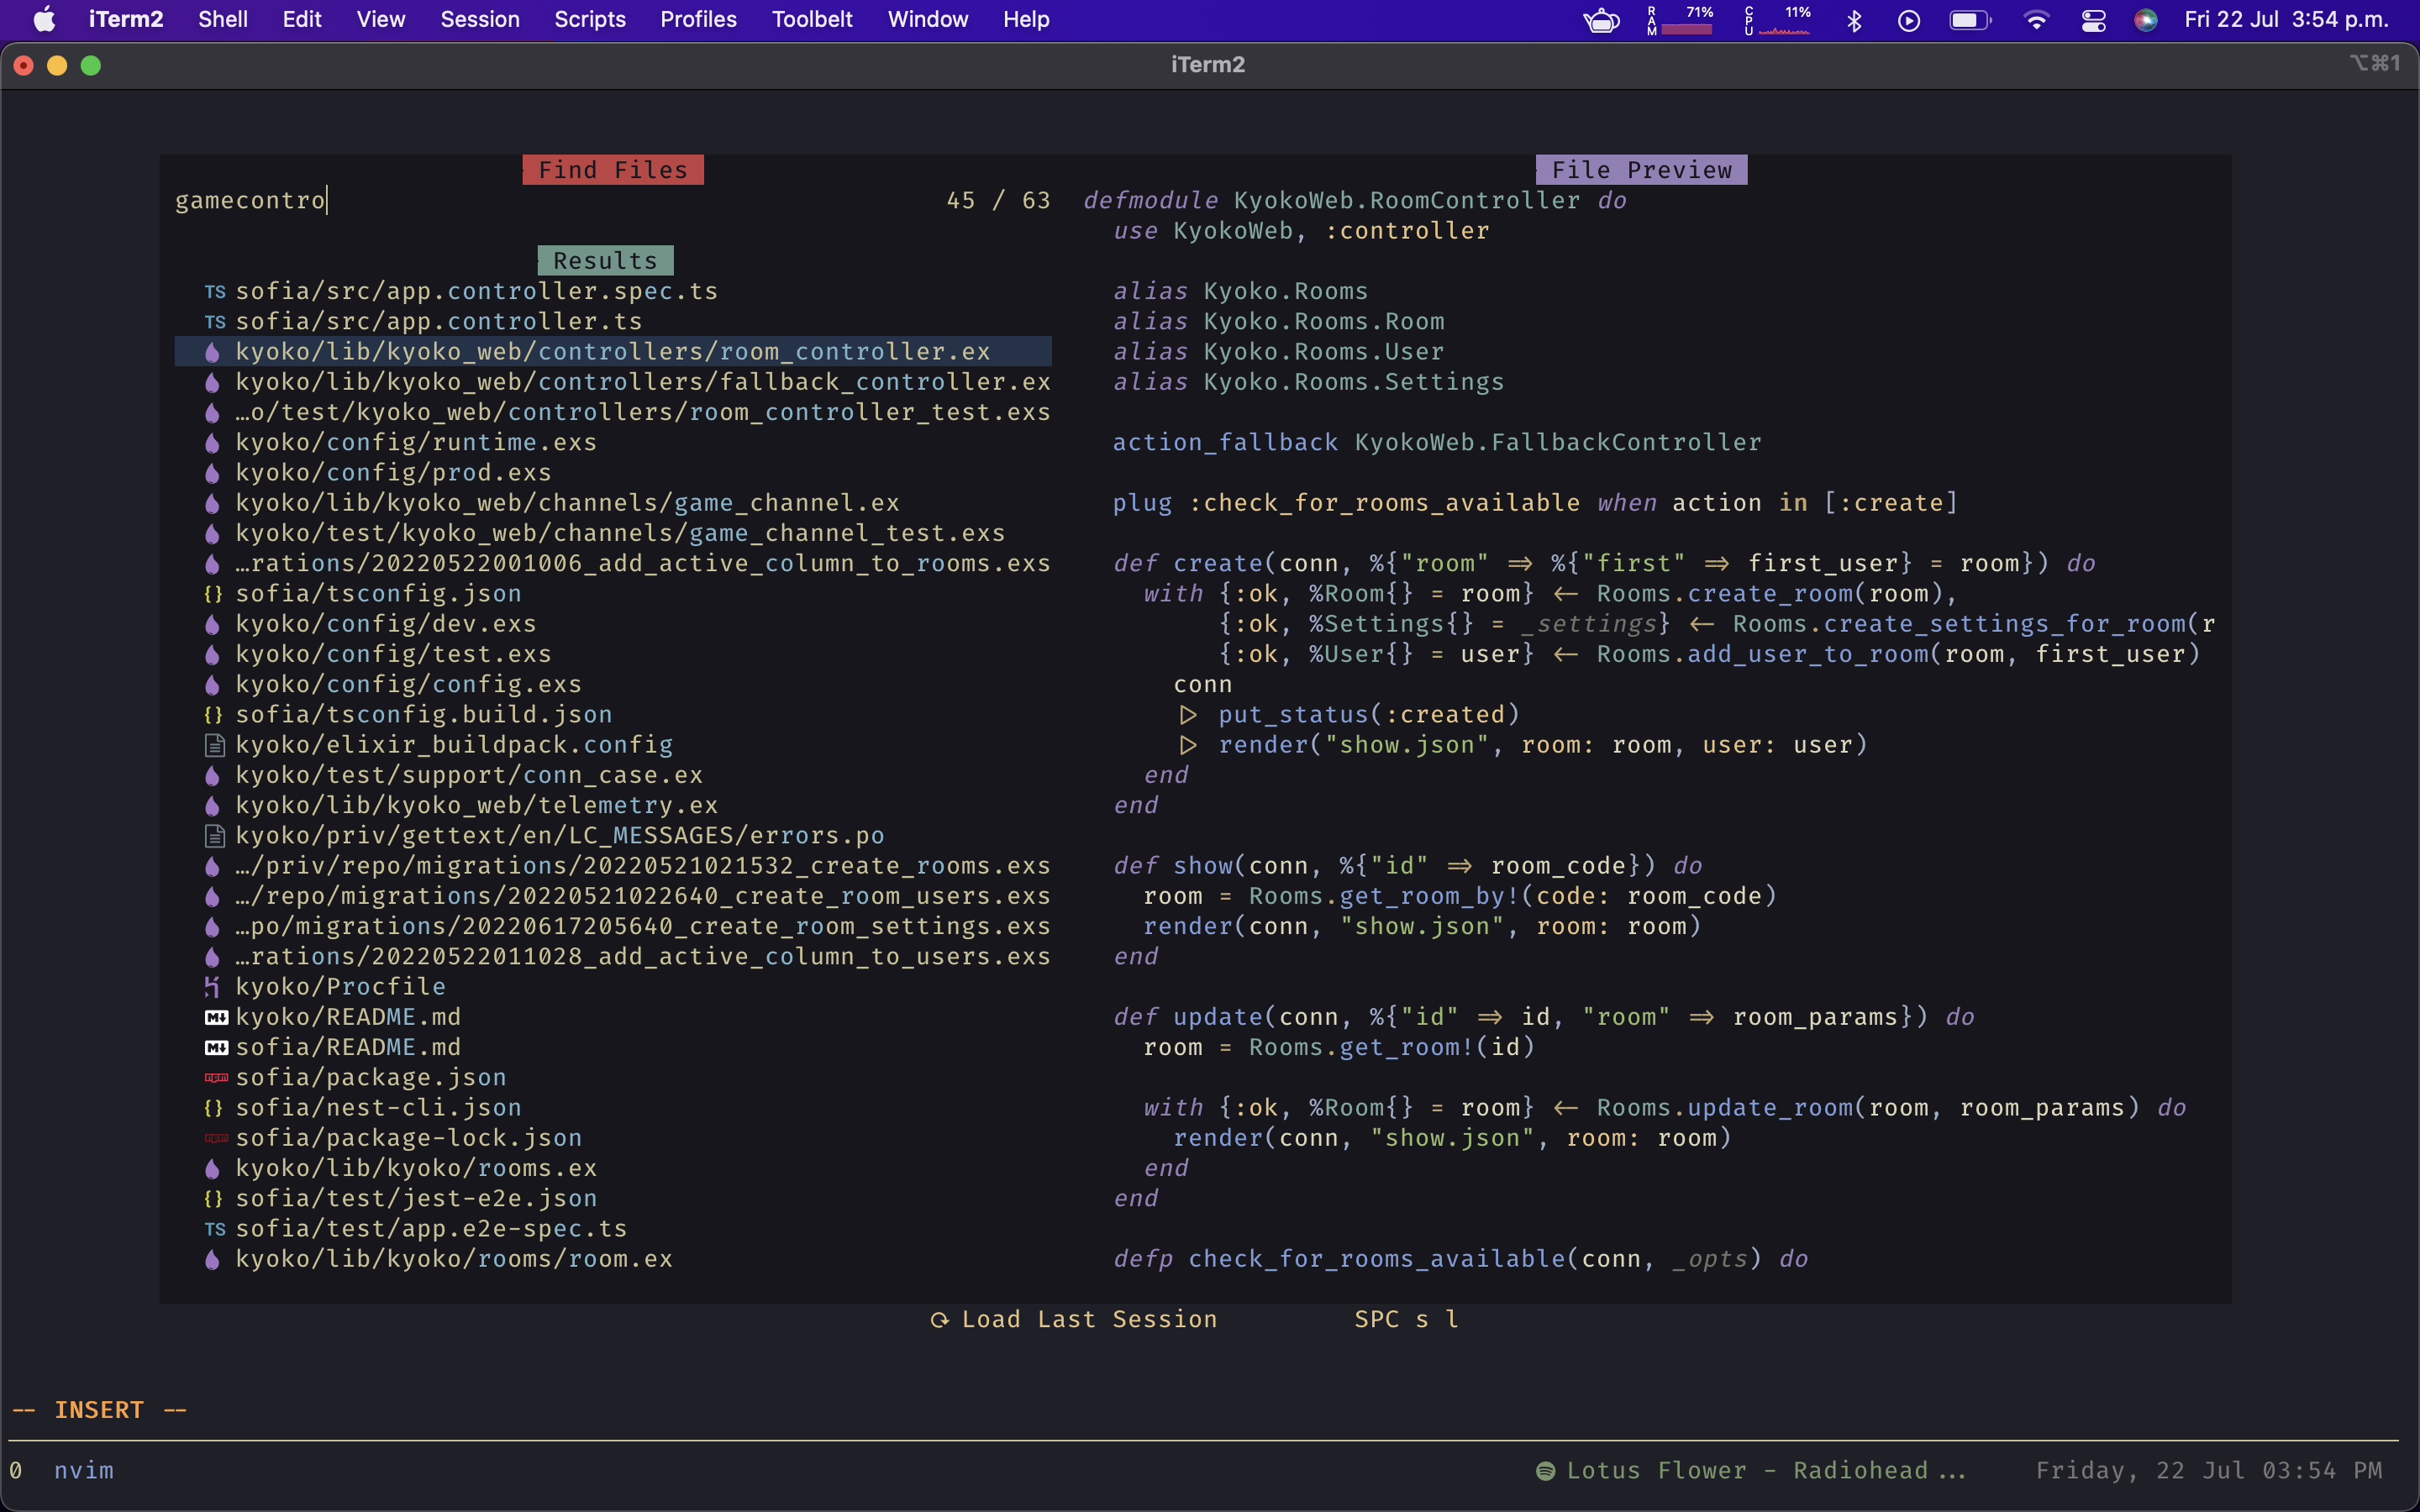 iTerm2 Shell Edit View Session Scripts Profiles Toolbelt Window Help RAM 71% CPU 11% Fri 22 Jul 3:54 p.m.
iTerm2 ⌥⌘1
Find Files
gamecontro 45 / 63
Results
TS sofia/src/app.controller.spec.ts
TS sofia/src/app.controller.ts
kyoko/lib/kyoko_web/controllers/room_controller.ex
kyoko/lib/kyoko_web/controllers/fallback_controller.ex
…o/test/kyoko_web/controllers/room_controller_test.exs
kyoko/config/runtime.exs
kyoko/config/prod.exs
kyoko/lib/kyoko_web/channels/game_channel.ex
kyoko/test/kyoko_web/channels/game_channel_test.exs
…rations/20220522001006_add_active_column_to_rooms.exs
{} sofia/tsconfig.json
kyoko/config/dev.exs
kyoko/config/test.exs
kyoko/config/config.exs
{} sofia/tsconfig.build.json
kyoko/elixir_buildpack.config
kyoko/test/support/conn_case.ex
kyoko/lib/kyoko_web/telemetry.ex
kyoko/priv/gettext/en/LC_MESSAGES/errors.po
…/priv/repo/migrations/20220521021532_create_rooms.exs
…/repo/migrations/20220521022640_create_room_users.exs
…po/migrations/20220617205640_create_room_settings.exs
…rations/20220522011028_add_active_column_to_users.exs
kyoko/Procfile
M↓ kyoko/README.md
M↓ sofia/README.md
npm sofia/package.json
{} sofia/nest-cli.json
npm sofia/package-lock.json
kyoko/lib/kyoko/rooms.ex
{} sofia/test/jest-e2e.json
TS sofia/test/app.e2e-spec.ts
kyoko/lib/kyoko/rooms/room.ex
File Preview
defmodule KyokoWeb.RoomController do
use KyokoWeb, :controller
alias Kyoko.Rooms
alias Kyoko.Rooms.Room
alias Kyoko.Rooms.User
alias Kyoko.Rooms.Settings
action_fallback KyokoWeb.FallbackController
plug :check_for_rooms_available when action in [:create]
def create(conn, %{"room" => %{"first" => first_user} = room}) do
with {:ok, %Room{} = room} <- Rooms.create_room(room),
{:ok, %Settings{} = _settings} <- Rooms.create_settings_for_room(r
{:ok, %User{} = user} <- Rooms.add_user_to_room(room, first_user)
conn
|> put_status(:created)
|> render("show.json", room: room, user: user)
end
end
def show(conn, %{"id" => room_code}) do
room = Rooms.get_room_by!(code: room_code)
render(conn, "show.json", room: room)
end
def update(conn, %{"id" => id, "room" => room_params}) do
room = Rooms.get_room!(id)
with {:ok, %Room{} = room} <- Rooms.update_room(room, room_params) do
render(conn, "show.json", room: room)
end
end
defp check_for_rooms_available(conn, _opts) do
Load Last Session SPC s l
-- INSERT --
0 nvim Lotus Flower - Radiohead... Friday, 22 Jul 03:54 PM